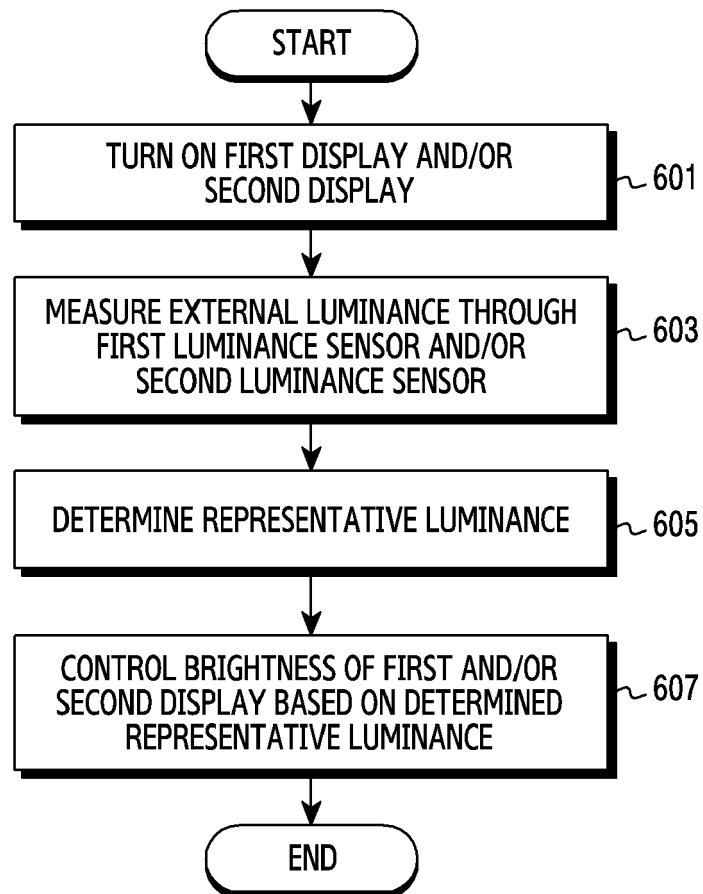 START
TURN ON FIRST DISPLAY AND/OR
SECOND DISPLAY
601
MEASURE EXTERNAL LUMINANCE THROUGH
FIRST LUMINANCE SENSOR AND/OR
SECOND LUMINANCE SENSOR
603
DETERMINE REPRESENTATIVE LUMINANCE
605
CONTROL BRIGHTNESS OF FIRST AND/OR
SECOND DISPLAY BASED ON DETERMINED
REPRESENTATIVE LUMINANCE
607
END